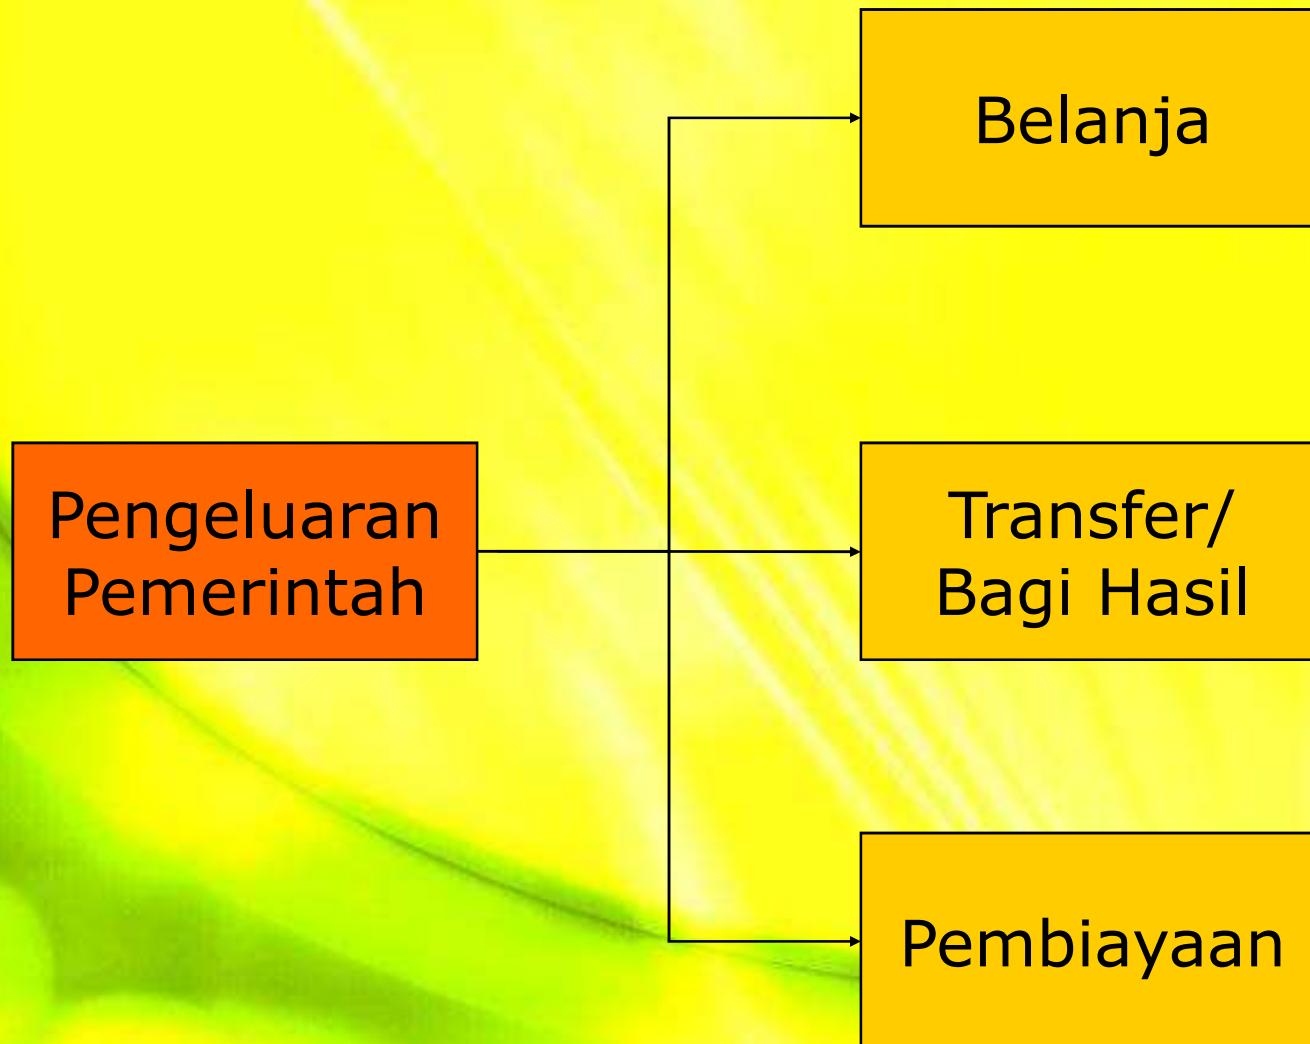 Belanja
Pengeluaran
Pemerintah
Transfer/
Bagi Hasil
Pembiayaan